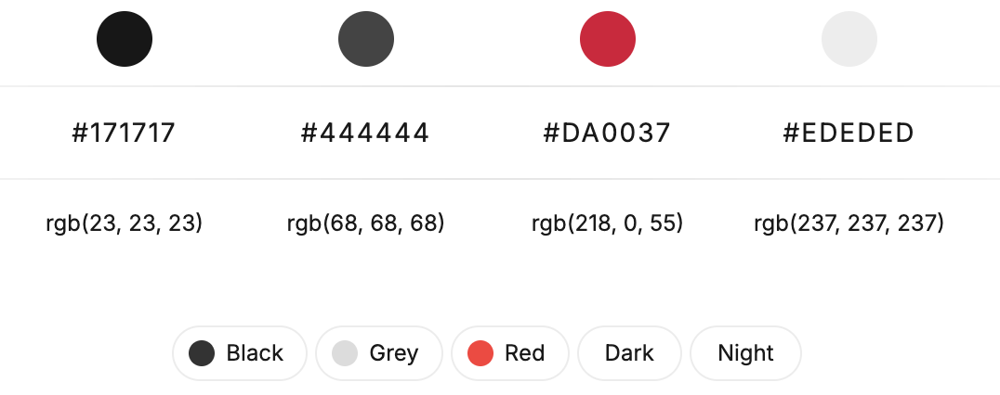 #171717 #444444 #DA0037 #EDEDED
rgb(23, 23, 23) rgb(68, 68, 68) rgb(218, 0, 55) rgb(237, 237, 237)
Black Grey Red Dark Night